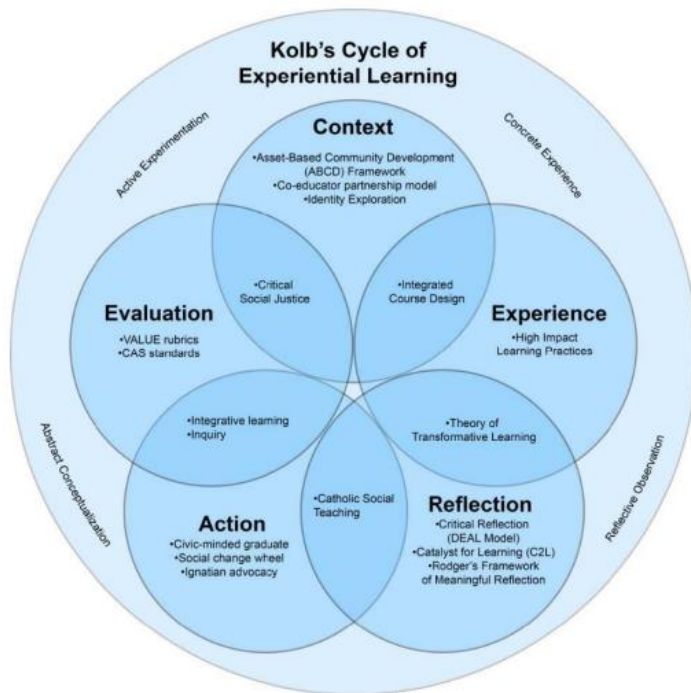 Kolb's Cycle of
Experiential Learning
Active Experimentation
Concrete Experience
Context
•Asset-Based Community Development
(ABCD) Framework
•Co-educator partnership model
•Identity Exploration
•Critical
Social Justice
•Integrated
Course Design
Evaluation
•VALUE rubrics
•CAS standards
Experience
•High Impact
Learning Practices
•Integrative learning
•Inquiry
•Theory of
Transformative Learning
Abstract Conceptualization
Reflective Observation
•Catholic Social
Teaching
Action
•Civic-minded graduate
•Social change wheel
•Ignatian advocacy
Reflection
•Critical Reflection
(DEAL Model)
•Catalyst for Learning (C2L)
•Rodger's Framework
of Meaningful Reflection